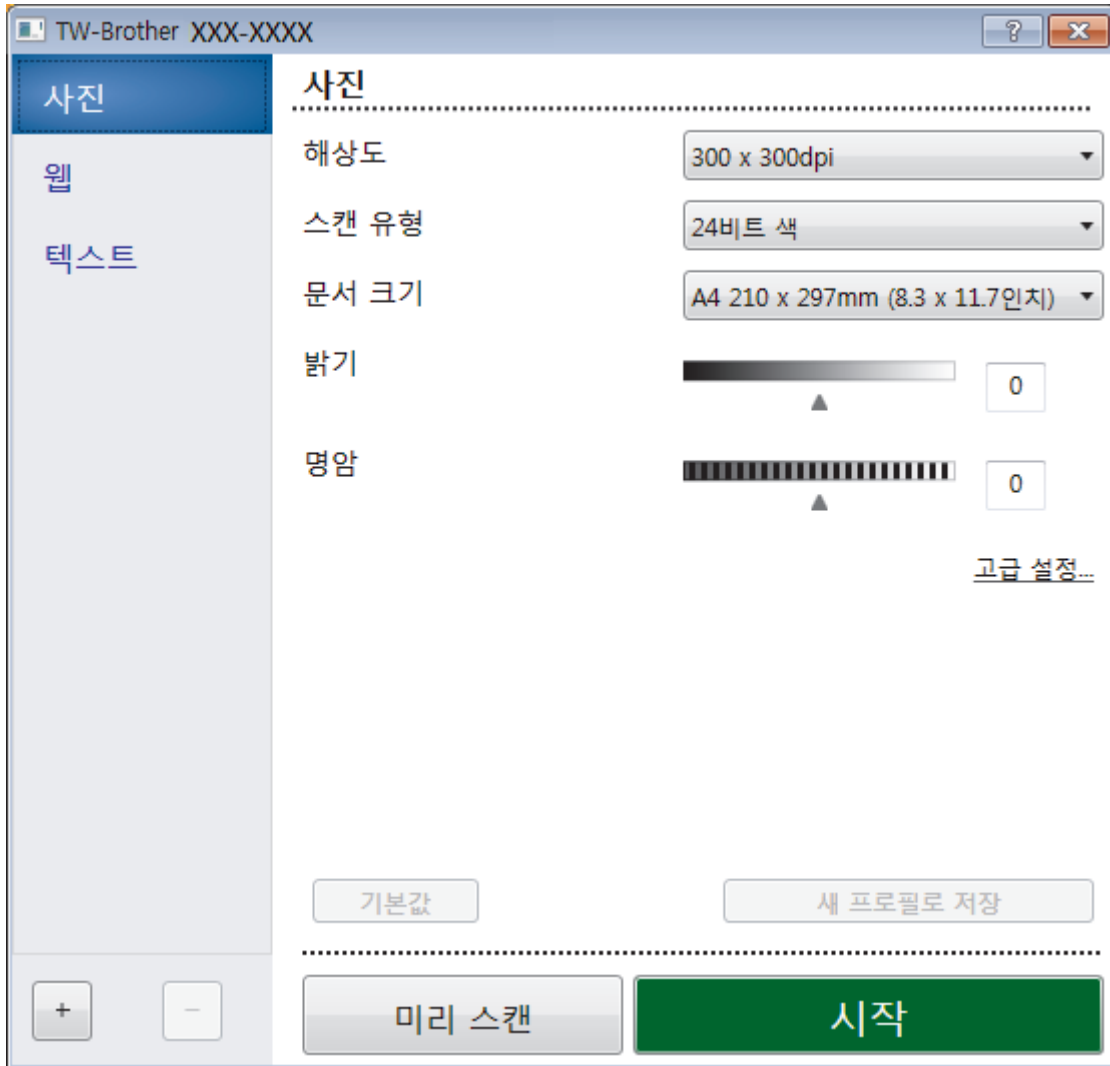 TW-Brother XXX-XXXX
사진
웹
텍스트
사진
해상도 300 x 300dpi
스캔 유형 24비트 색
문서 크기 A4 210 x 297mm (8.3 x 11.7인치)
밝기 0
명암 0
고급 설정...
기본값 새 프로필로 저장
+ − 미리 스캔 시작